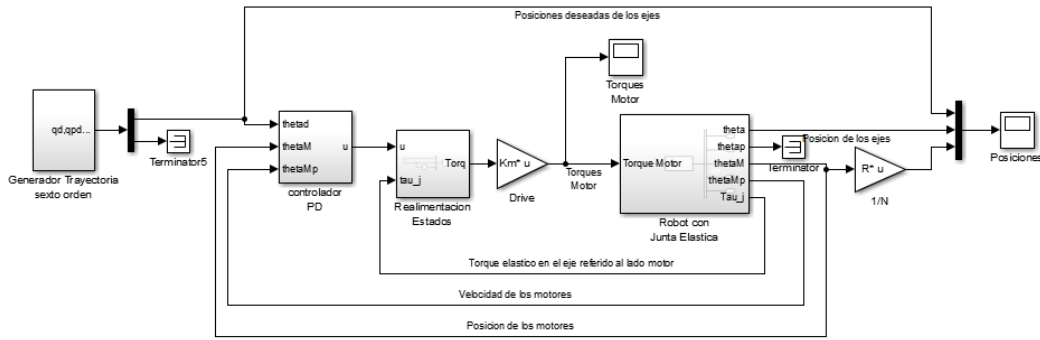 Posiciones deseadas de los ejes
qd,qpd...
Generador Trayectoria
sexto orden
Terminator5
thetad
thetaM
thetaMp
u
controlador
PD
u
tau_j
Torq
Realimentacion
Estados
Km* u
Drive
Torques
Motor
Torques
Motor
Torque Motor
theta
thetap
thetaM
thetaMp
Tau_j
Robot con
Junta Elastica
Posicion de los ejes
Terminator
R* u
1/N
Posiciones
Torque elastico en el eje referido al lado motor
Velocidad de los motores
Posicion de los motores